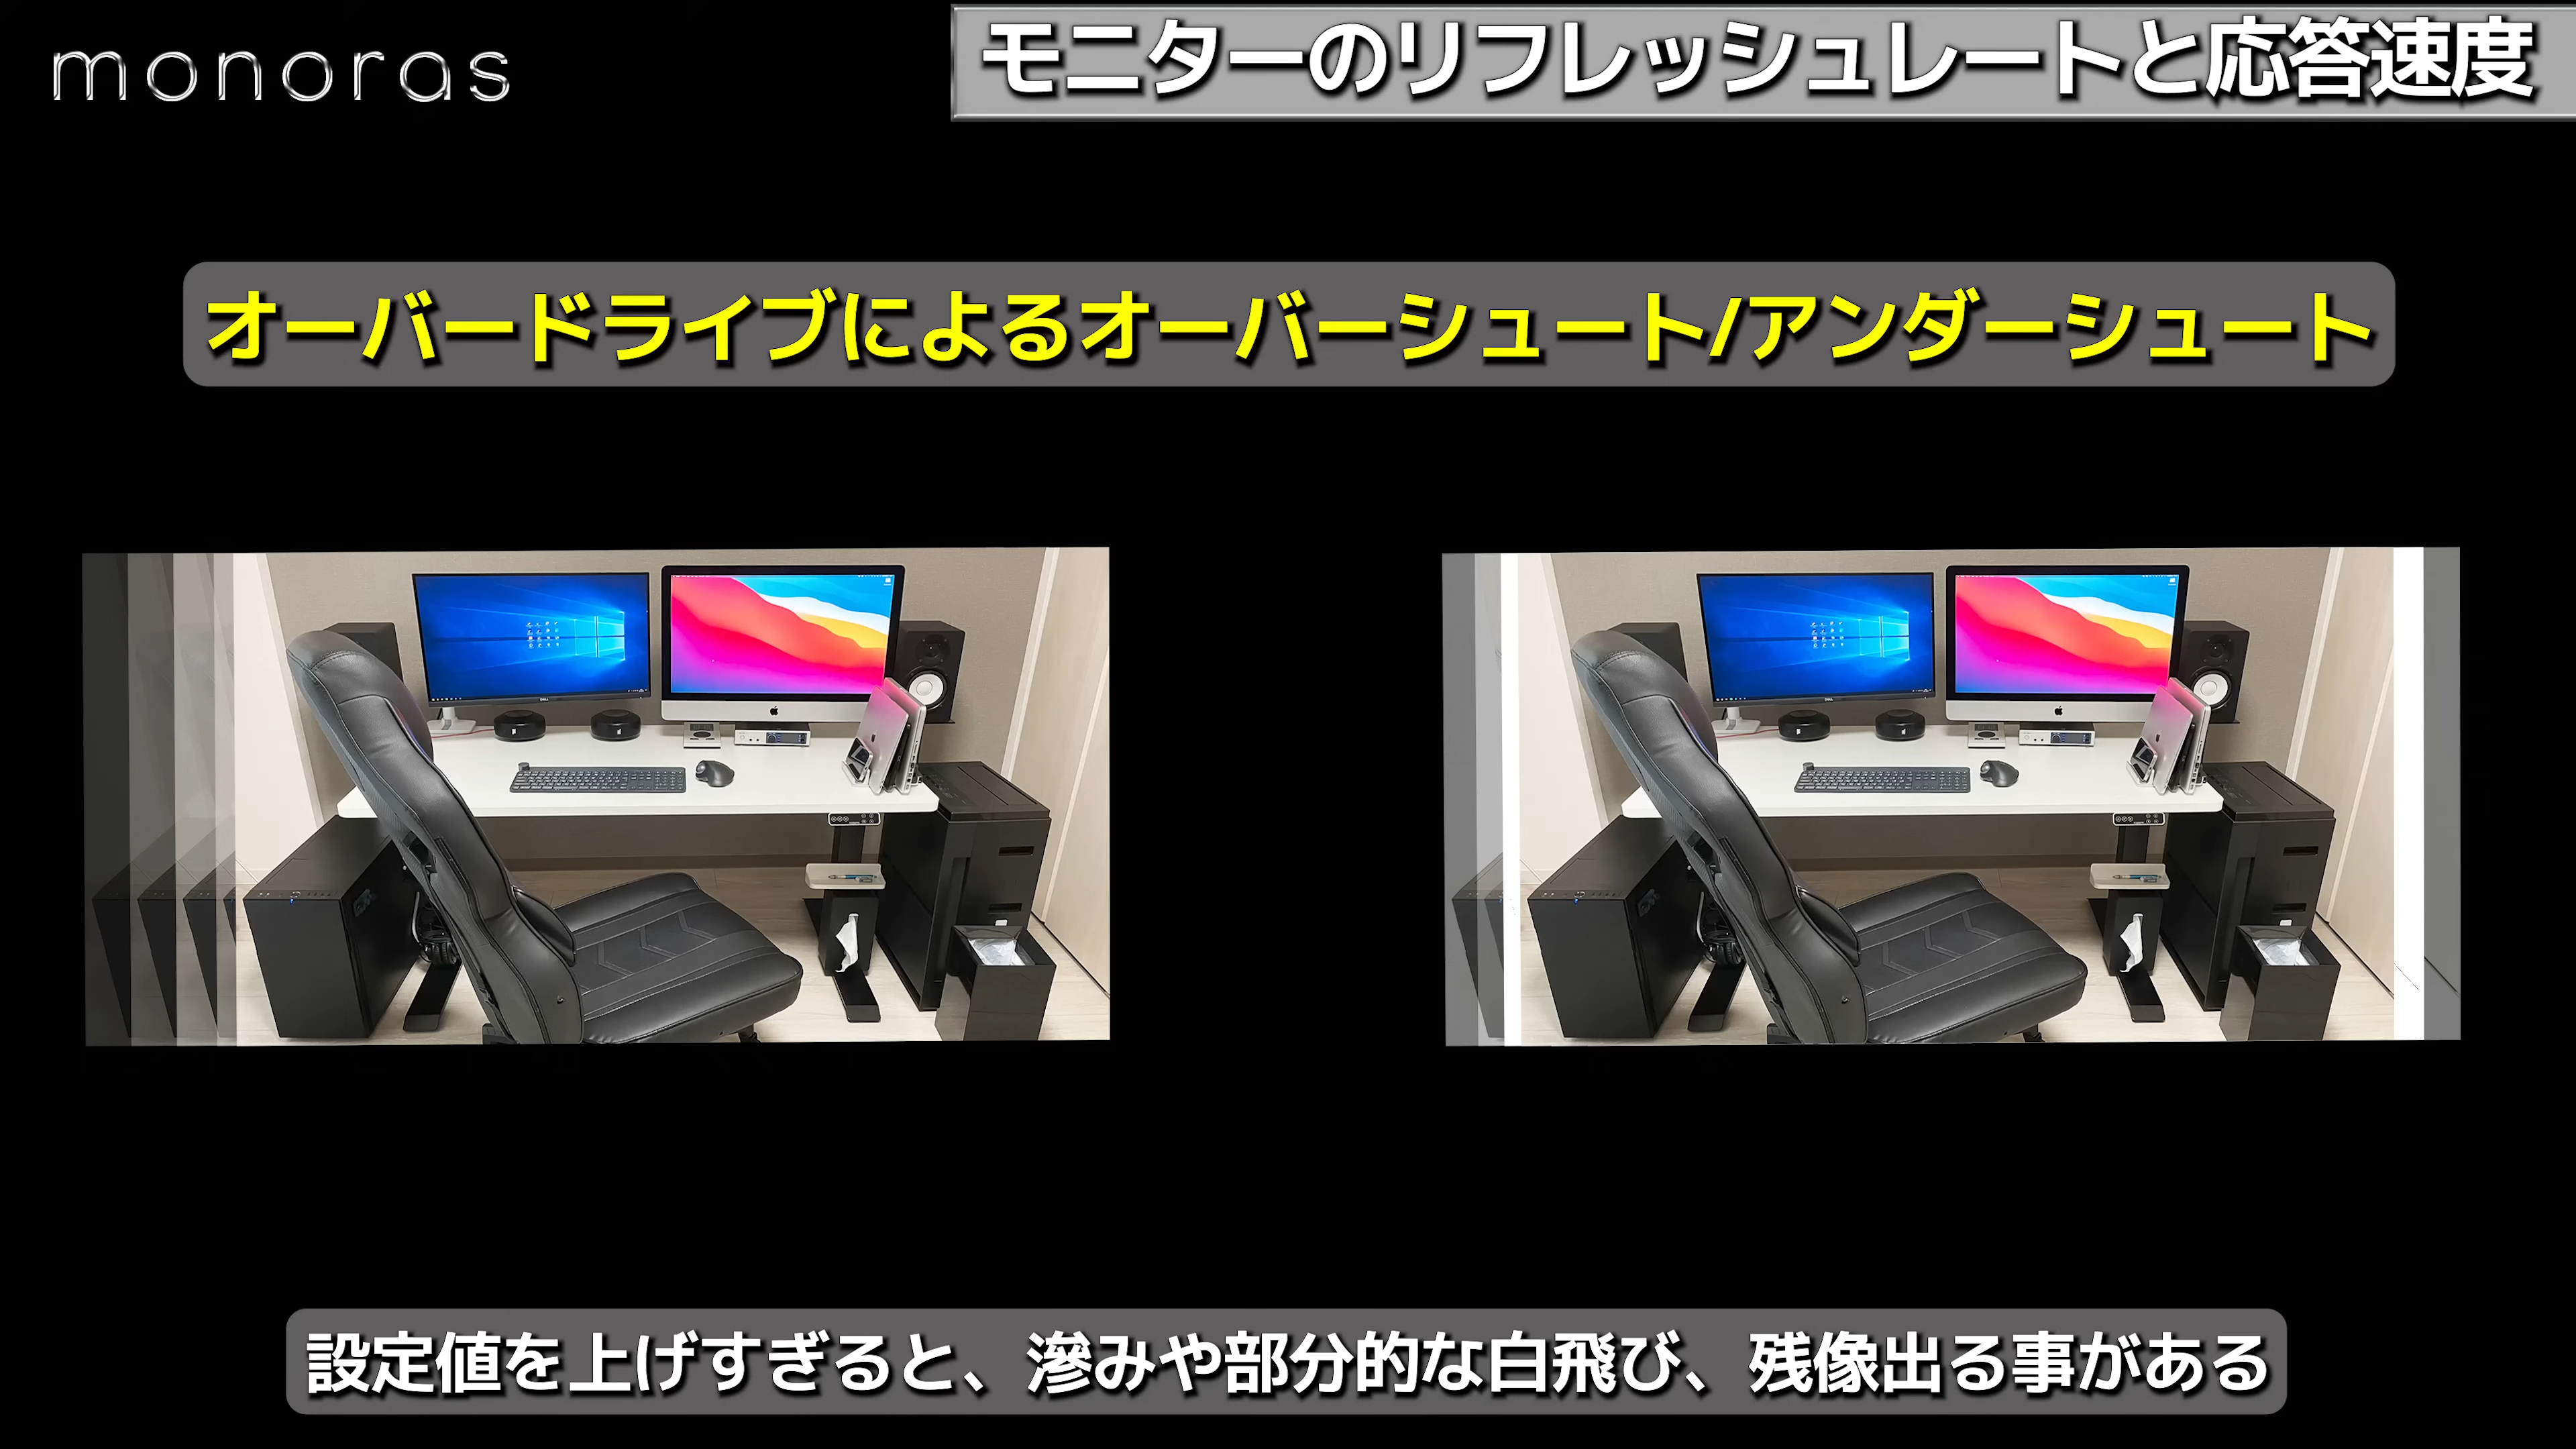 monoras
モニターのリフレッシュレートと応答速度
オーバードライブによるオーバーシュート/アンダーシュート
設定値を上げすぎると、滲みや部分的な白飛び、残像出る事がある